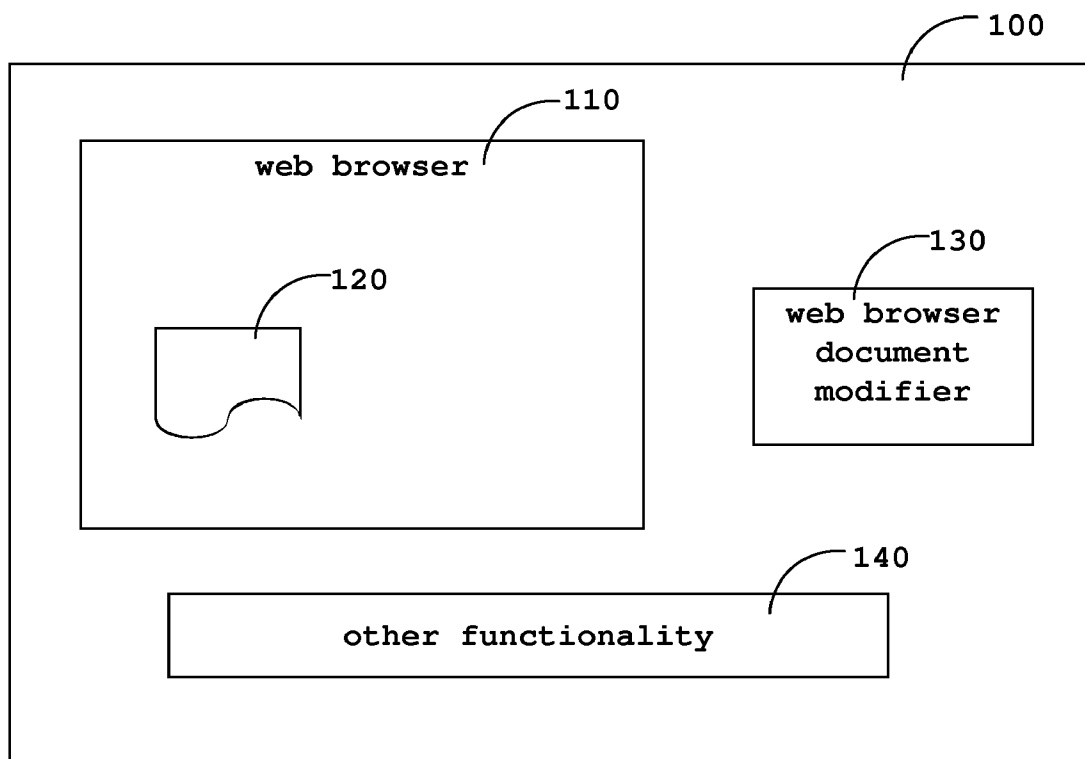 100
110
web browser
130
120
web browser
document
modifier
140
other functionality